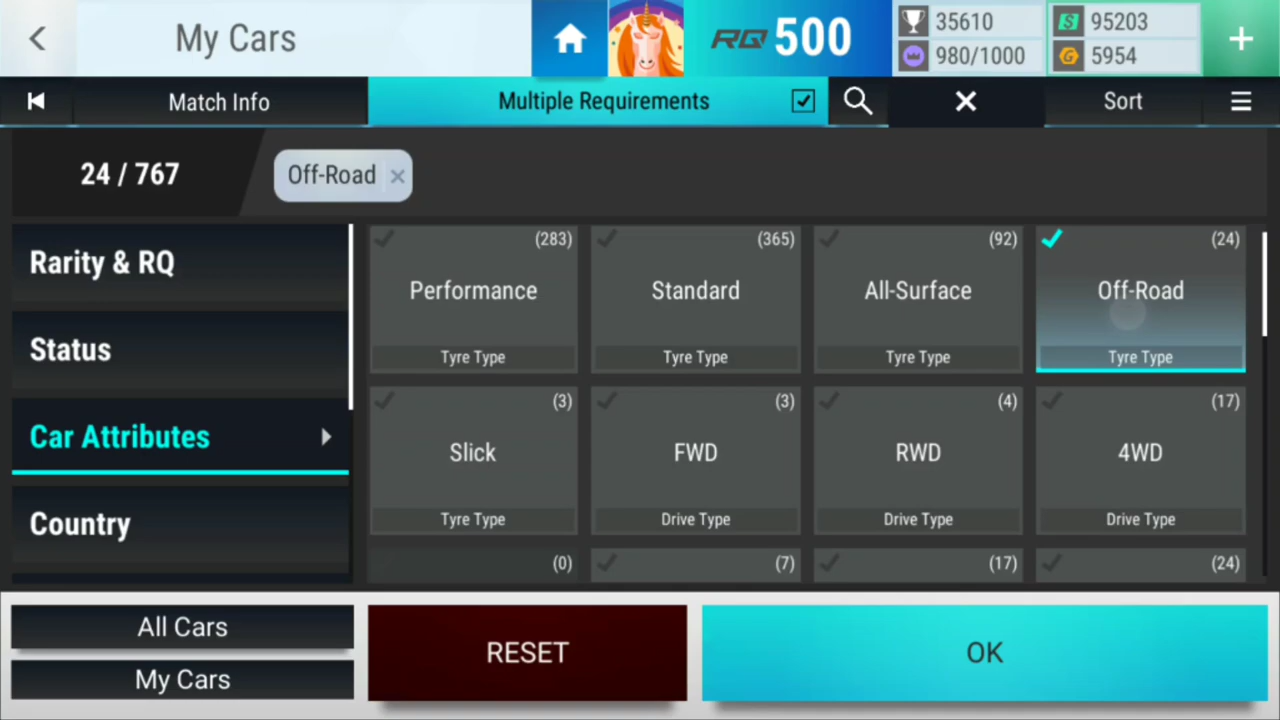 My Cars
RQ 500
35610
980/1000
95203
5954
+
Match Info
Multiple Requirements
Sort
24 / 767
Off-Road ×
Rarity & RQ
Status
Car Attributes
Country
(283)
Performance
Tyre Type
(365)
Standard
Tyre Type
(92)
All-Surface
Tyre Type
(24)
Off-Road
Tyre Type
(3)
Slick
Tyre Type
(3)
FWD
Drive Type
(4)
RWD
Drive Type
(17)
4WD
Drive Type
(0)
(7)
(17)
(24)
All Cars
My Cars
RESET
OK